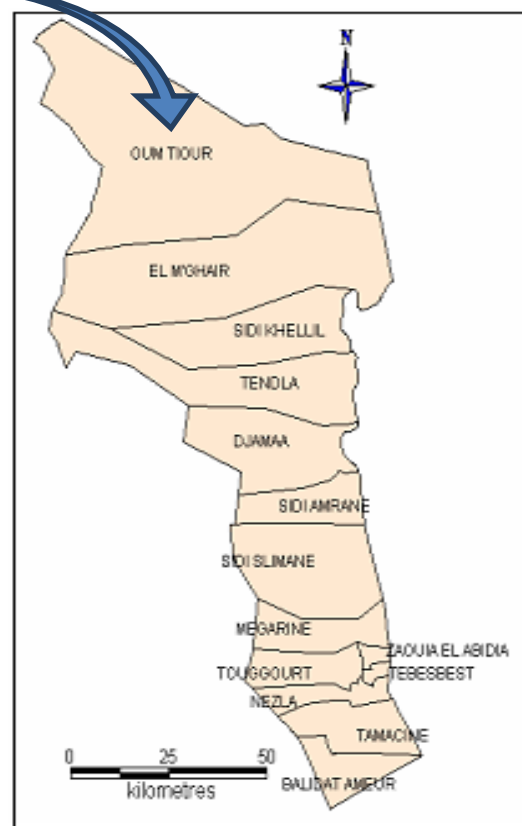 N
OUM TIOUR
EL M'GHAIR
SIDI KHELLIL
TENDLA
DJAMAA
SIDI AMRANE
SIDI SLIMANE
MEGARINE
ZAOUIA EL ABIDIA
TOUGGOURT
TEBESBEST
NEZLA
TAMACINE
0 25 50
kilometres
BALIDAT AMEUR